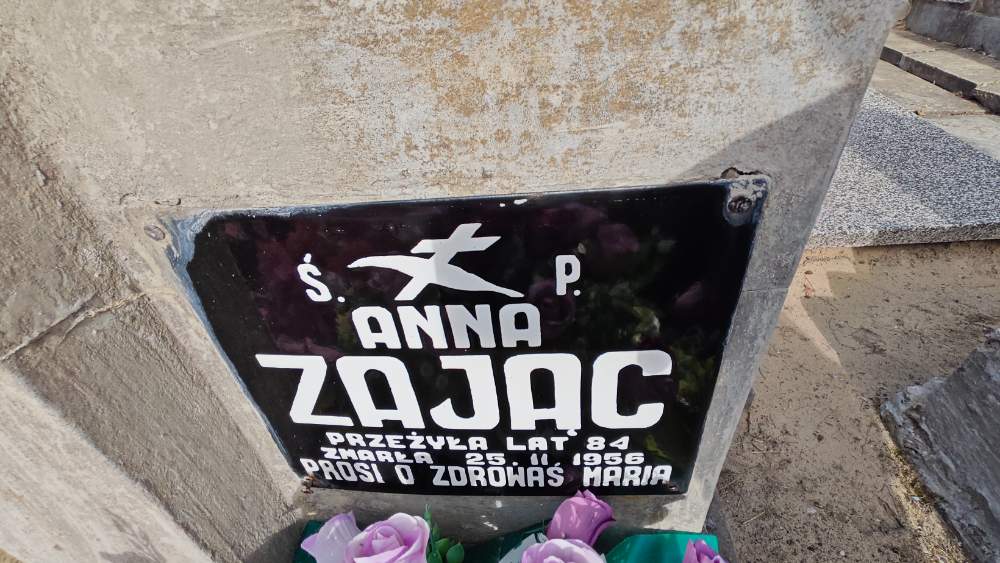 Ś. P.
ANNA
ZAJĄC
PRZEŻYŁA LAT 84
ZMARŁA 25. 11 1956
PROSI O ZDROWAŚ MARIA